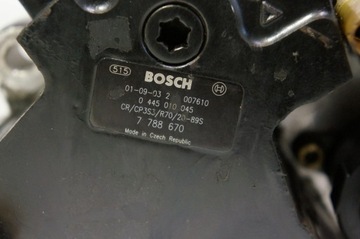 515 BOSCH
01-09-03 2 007610
0 445 010 045
CR/CP3S3/R70/20-89S
7 788 670
Made in Czech Republic